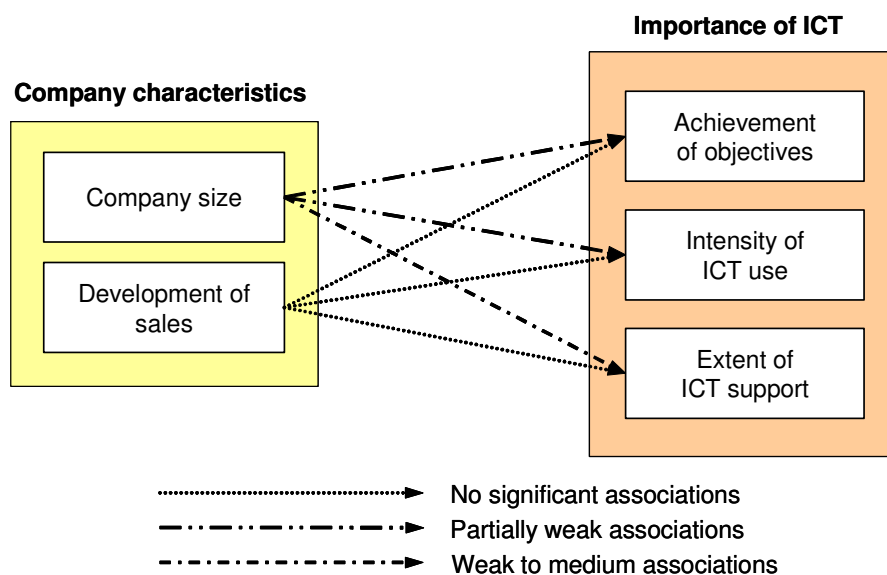 Importance of ICT
Company characteristics
Achievement
of objectives
Company size
Intensity of
ICT use
Development of
sales
Extent of
ICT support
No significant associations
Partially weak associations
Weak to medium associations